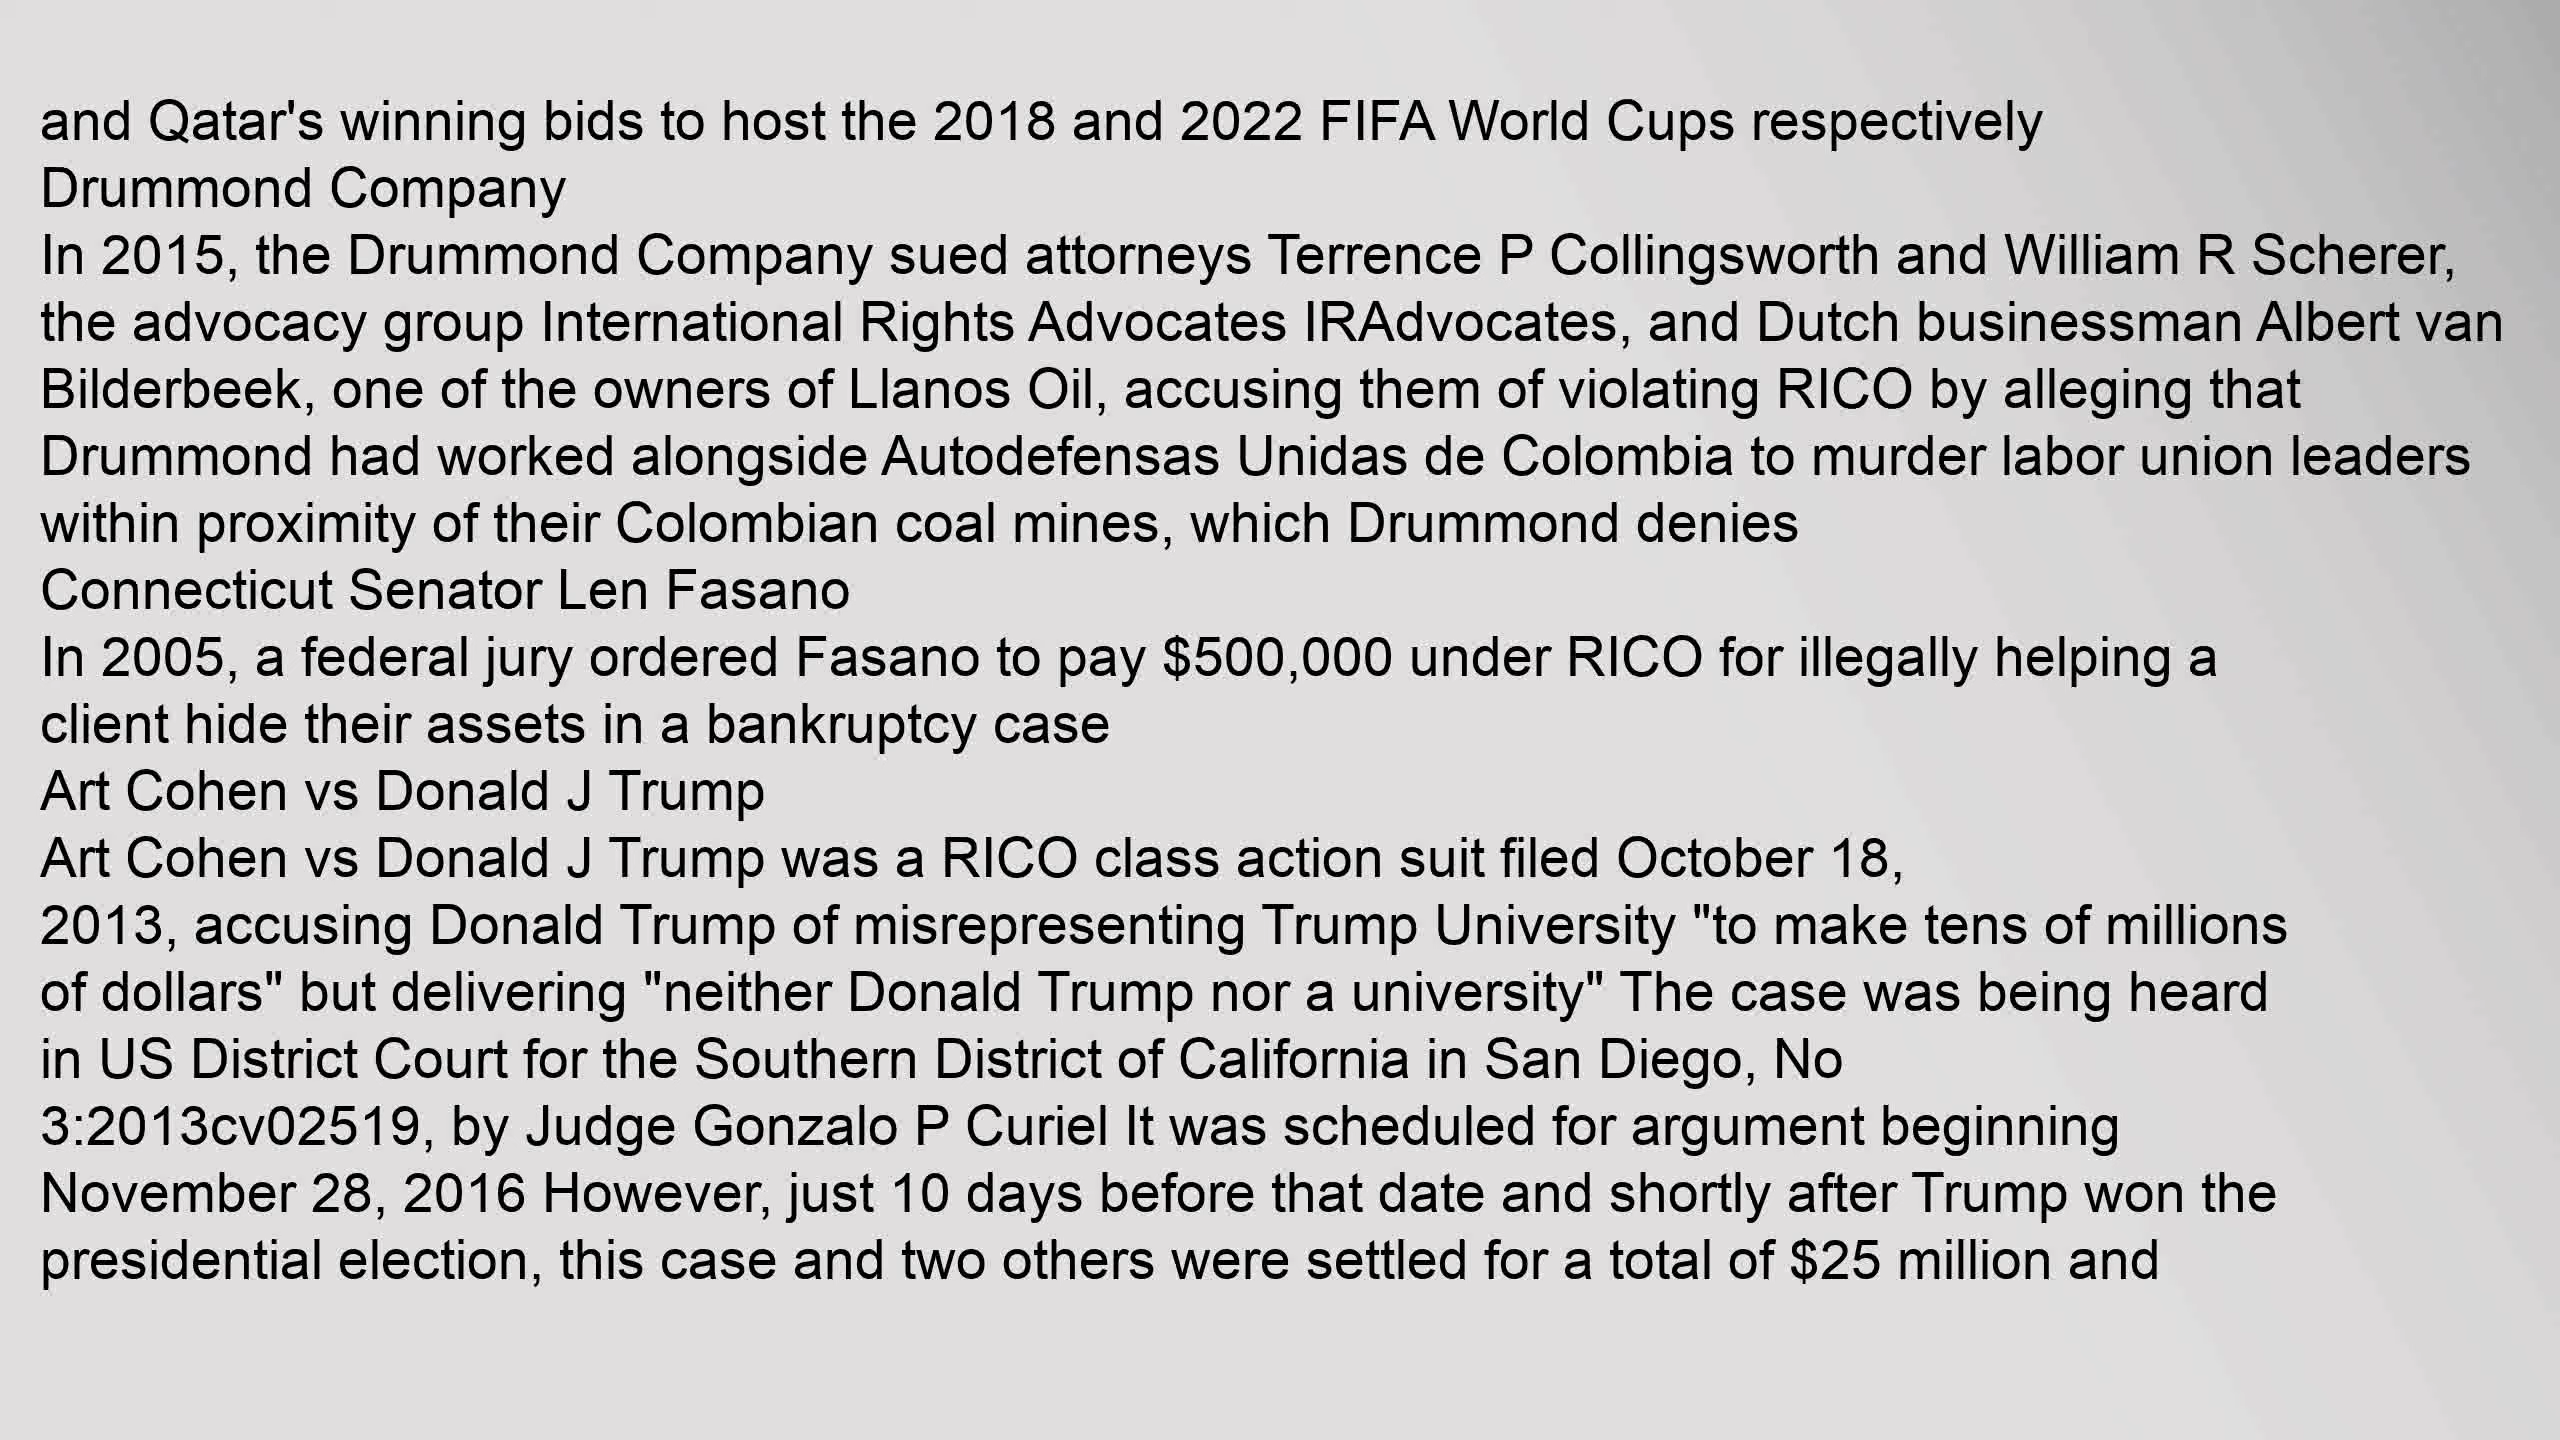 and Qatar's winning bids to host the 2018 and 2022 FIFA World Cups respectively
Drummond Company
In 2015, the Drummond Company sued attorneys Terrence P Collingsworth and William R Scherer,
the advocacy group International Rights Advocates IRAdvocates, and Dutch businessman Albert van
Bilderbeek, one of the owners of Llanos Oil, accusing them of violating RICO by alleging that
Drummond had worked alongside Autodefensas Unidas de Colombia to murder labor union leaders
within proximity of their Colombian coal mines, which Drummond denies
Connecticut Senator Len Fasano
In 2005, a federal jury ordered Fasano to pay $500,000 under RICO for illegally helping a
client hide their assets in a bankruptcy case
Art Cohen vs Donald J Trump
Art Cohen vs Donald J Trump was a RICO class action suit filed October 18,
2013, accusing Donald Trump of misrepresenting Trump University "to make tens of millions
of dollars" but delivering "neither Donald Trump nor a university" The case was being heard
in US District Court for the Southern District of California in San Diego, No
3:2013cv02519, by Judge Gonzalo P Curiel It was scheduled for argument beginning
November 28, 2016 However, just 10 days before that date and shortly after Trump won the
presidential election, this case and two others were settled for a total of $25 million and